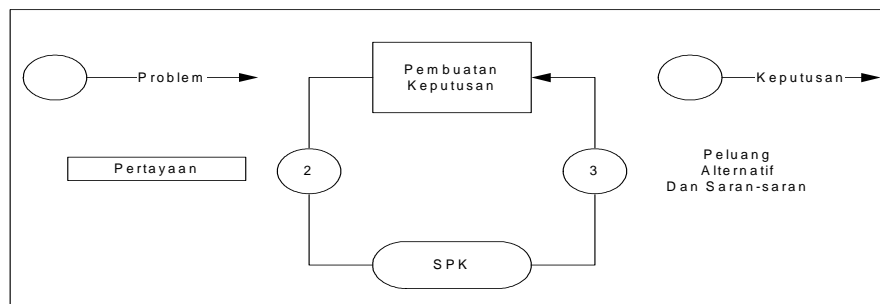 Problem
Pembuatan
Keputusan
Keputusan
Pertayaan
2
3
Peluang
Alternatif
Dan Saran-saran
SPK